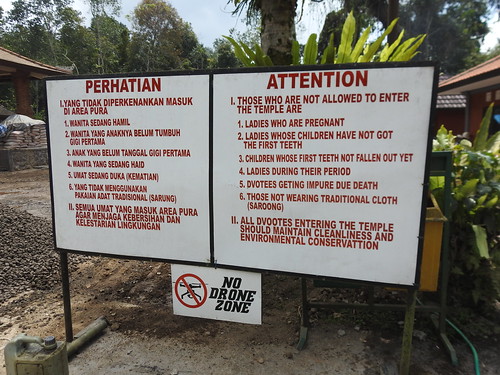 PERHATIAN
I.YANG TIDAK DIPERKENANKAN MASUK
DI AREA PURA
1. WANITA SEDANG HAMIL
2. WANITA YANG ANAKNYA BELUM TUMBUH
GIGI PERTAMA
3. ANAK YANG BELUM TANGGAL GIGI PERTAMA
4. WANITA YANG SEDANG HAID
5. UMAT SEDANG DUKA (KEMATIAN)
6. YANG TIDAK MENGGUNAKAN
PAKAIAN ADAT TRADISIONAL (SARUNG)
II. SEMUA UMAT YANG MASUK AREA PURA
AGAR MENJAGA KEBERSIHAN DAN
KELESTARIAN LINGKUNGAN
ATTENTION
I. THOSE WHO ARE NOT ALLOWED TO ENTER
THE TEMPLE ARE
1. LADIES WHO ARE PREGNANT
2. LADIES WHOSE CHILDREN HAVE NOT GOT
THE FIRST TEETH
3. CHILDREN WHOSE FIRST TEETH NOT FALLEN OUT YET
4. LADIES DURING THEIR PERIOD
5. DVOTEES GETING IMPURE DUE DEATH
6. THOSE NOT WEARING TRADITIONAL CLOTH
(SAROONG)
II. ALL DVOOTES ENTERING THE TEMPLE
SHOULD MAINTAIN CLEANLINESS AND
ENVIRONMENTAL CONSERVATTION
NO
DRONE
ZONE